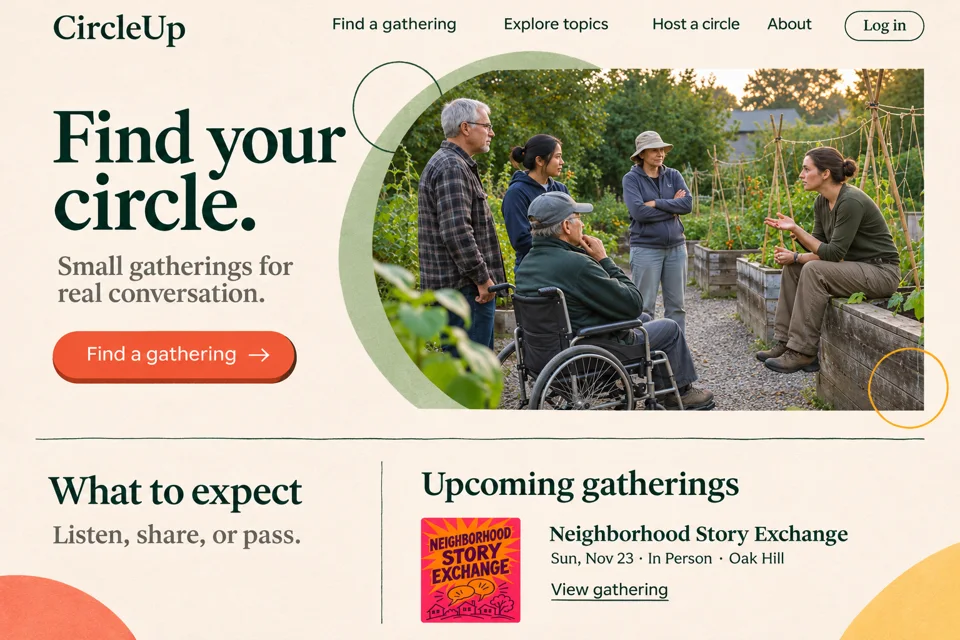 CircleUp
Find a gathering
Explore topics
Host a circle
About
Log in
Find your
circle.
Small gatherings for
real conversation.
Find a gathering →
What to expect
Listen, share, or pass.
Upcoming gatherings
NEIGHBORHOOD
STORY
EXCHANGE
Neighborhood Story Exchange
Sun, Nov 23 · In Person · Oak Hill
View gathering